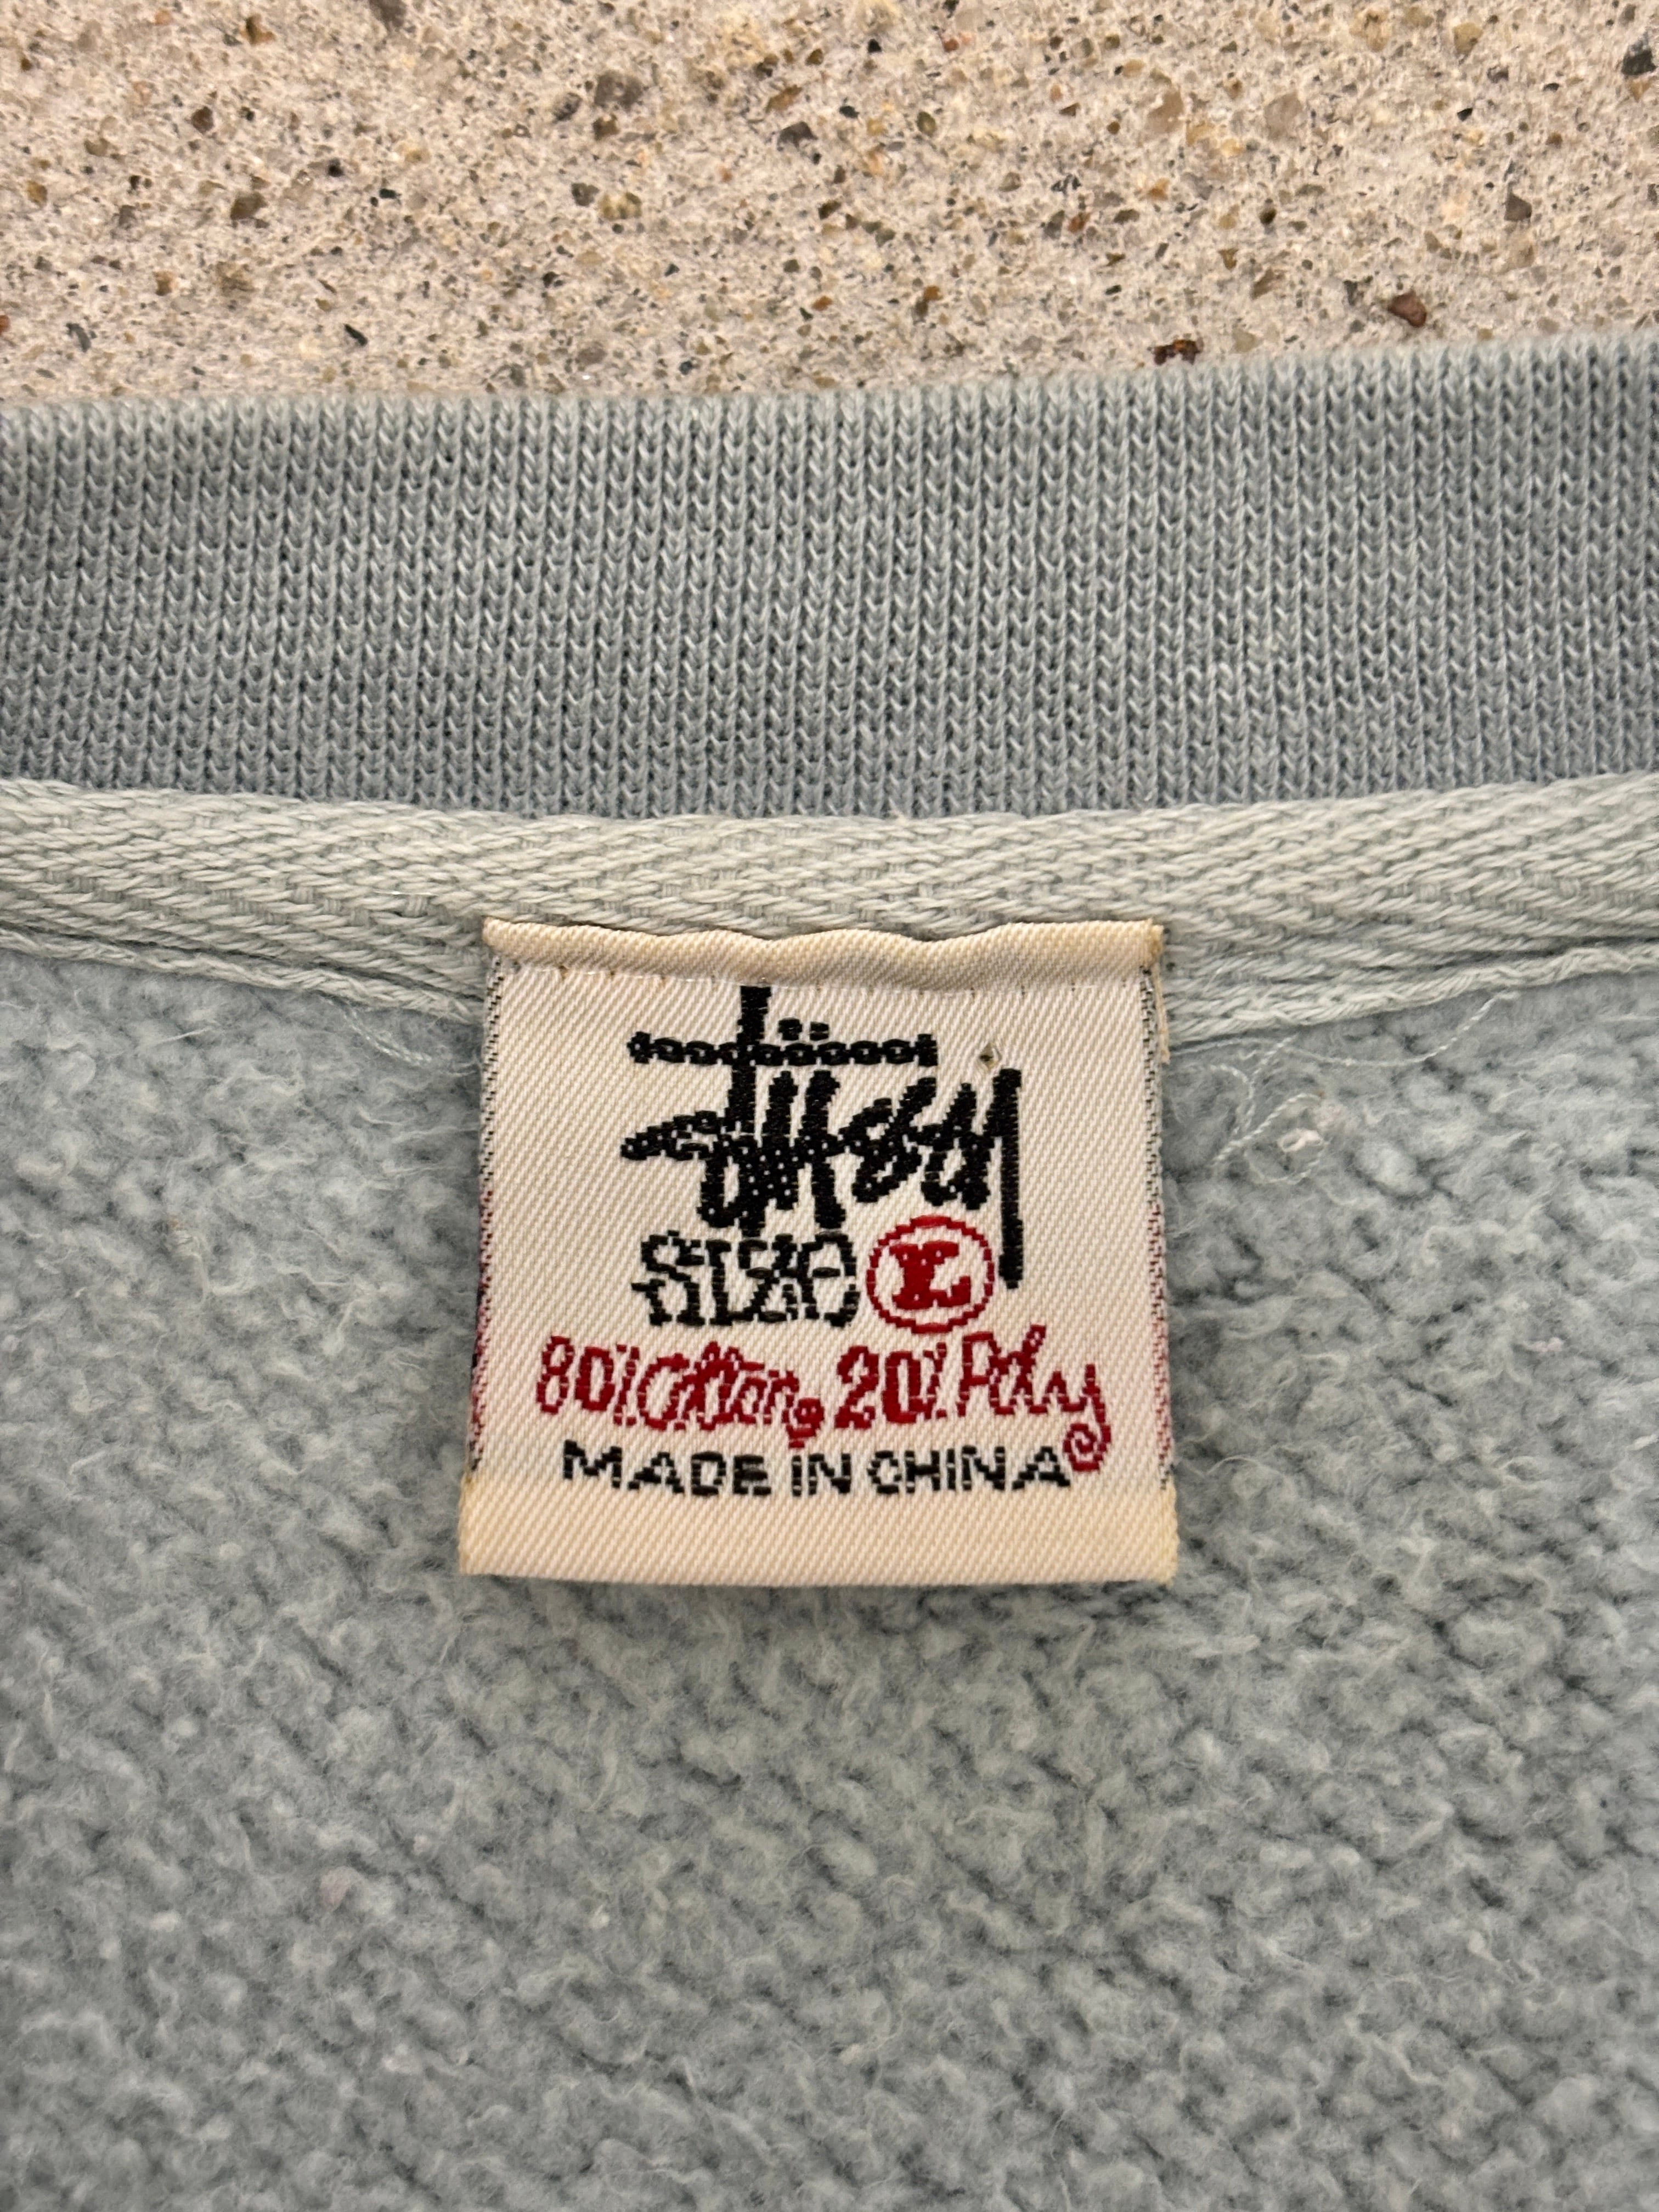 Stüssy
SIZE L
80% Cotton, 20% Poly
MADE IN CHINA